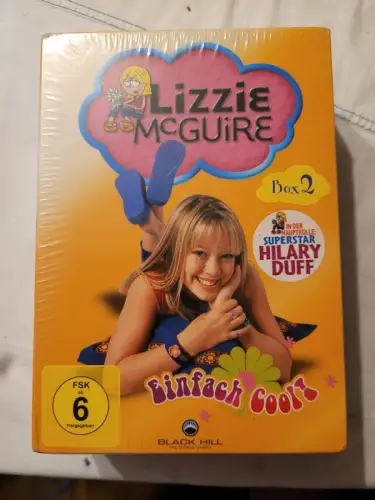 LiZZiE
McGUiRE
Box 2
IN DER
HAUPTROLLE:
SUPERSTAR
HILARY
DUFF
Einfach Cool!
FSK
ab
6
freigegeben
BLACK HILL